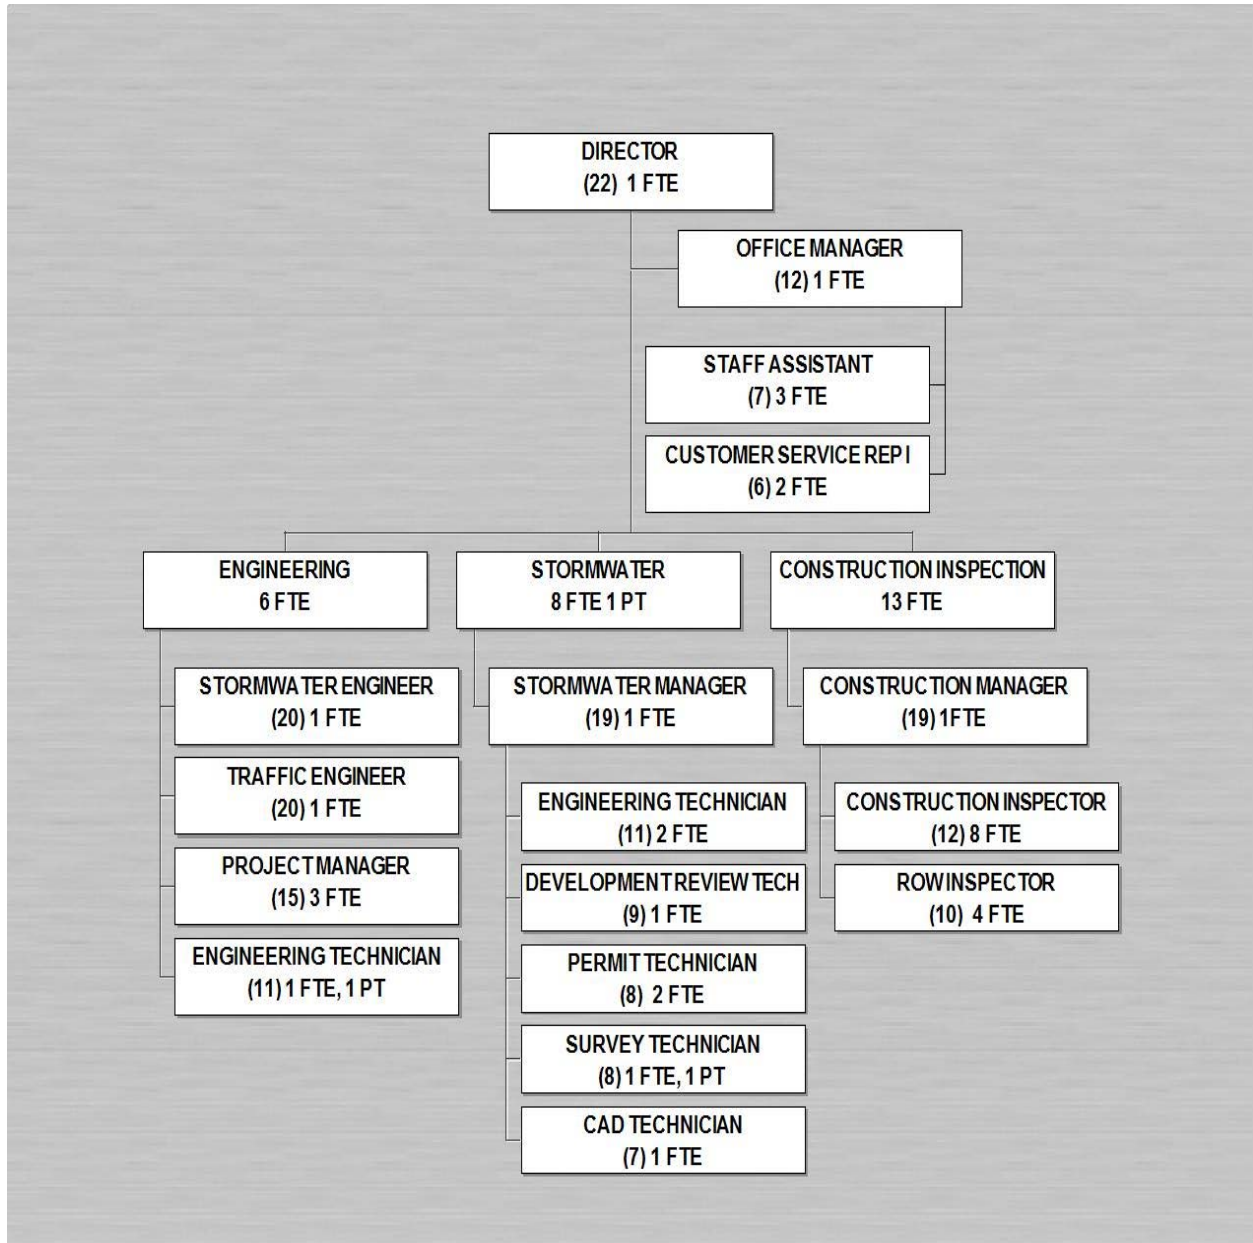 DIRECTOR
(22) 1 FTE
OFFICE MANAGER
(12) 1 FTE
STAFF ASSISTANT
(7) 3 FTE
CUSTOMER SERVICE REP I
(6) 2 FTE
ENGINEERING
6 FTE
STORMWATER ENGINEER
(20) 1 FTE
TRAFFIC ENGINEER
(20) 1 FTE
PROJECT MANAGER
(15) 3 FTE
ENGINEERING TECHNICIAN
(11) 1 FTE, 1 PT
STORMWATER
8 FTE 1 PT
STORMWATER MANAGER
(19) 1 FTE
ENGINEERING TECHNICIAN
(11) 2 FTE
DEVELOPMENT REVIEW TECH
(9) 1 FTE
PERMIT TECHNICIAN
(8) 2 FTE
SURVEY TECHNICIAN
(8) 1 FTE, 1 PT
CAD TECHNICIAN
(7) 1 FTE
CONSTRUCTION INSPECTION
13 FTE
CONSTRUCTION MANAGER
(19) 1FTE
CONSTRUCTION INSPECTOR
(12) 8 FTE
ROW INSPECTOR
(10) 4 FTE